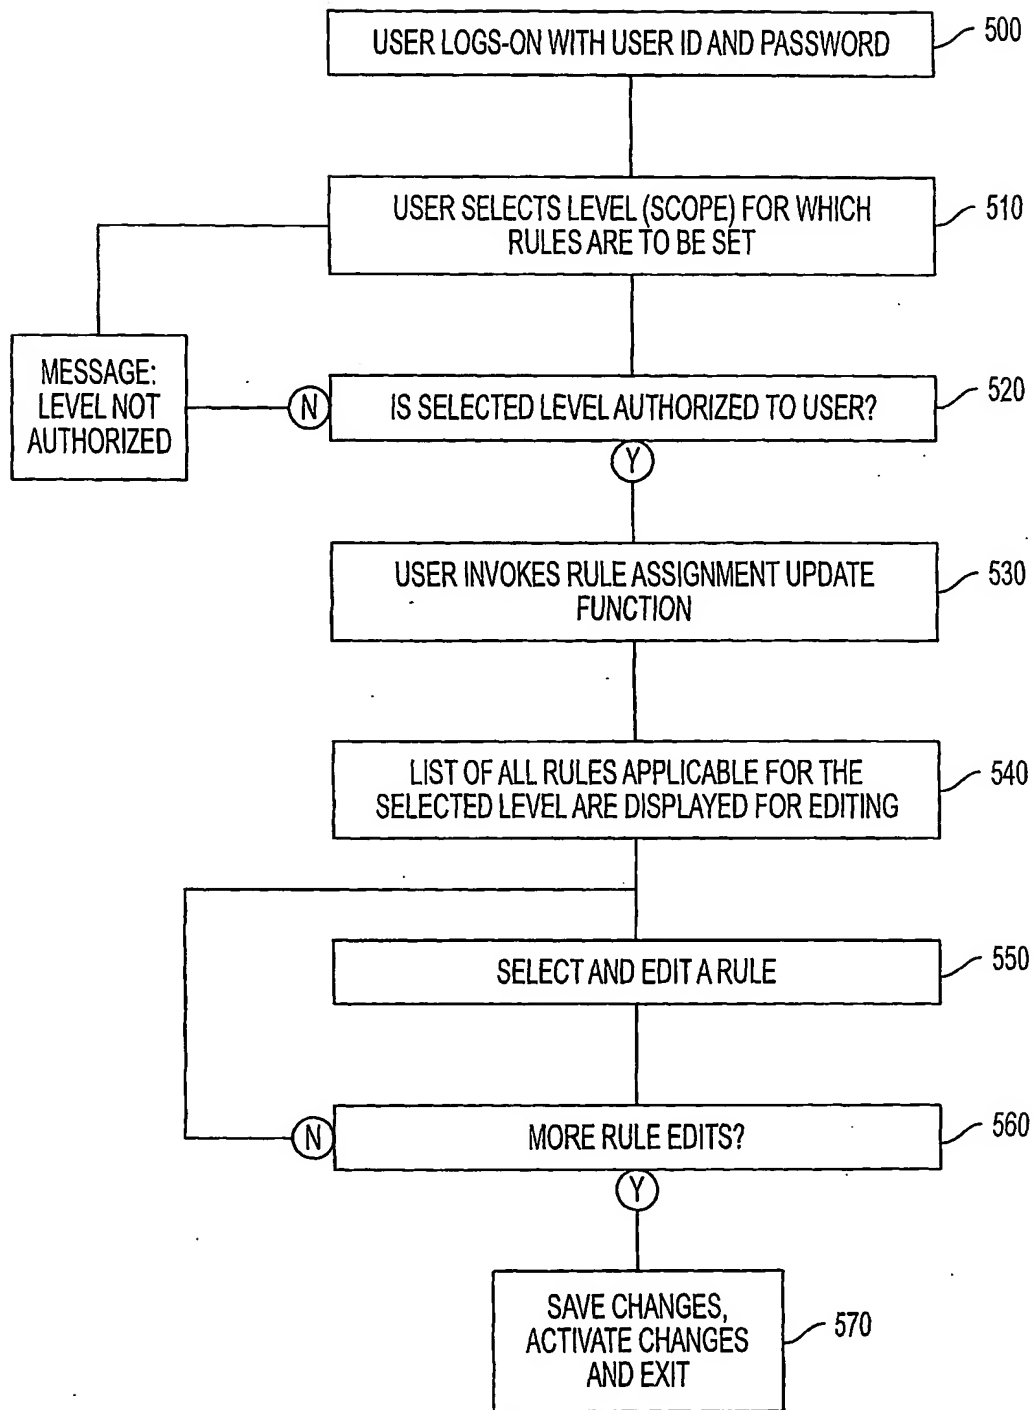 USER LOGS-ON WITH USER ID AND PASSWORD
500
USER SELECTS LEVEL (SCOPE) FOR WHICH
RULES ARE TO BE SET
510
MESSAGE:
LEVEL NOT
AUTHORIZED
N
IS SELECTED LEVEL AUTHORIZED TO USER?
520
Y
USER INVOKES RULE ASSIGNMENT UPDATE
FUNCTION
530
LIST OF ALL RULES APPLICABLE FOR THE
SELECTED LEVEL ARE DISPLAYED FOR EDITING
540
SELECT AND EDIT A RULE
550
N
MORE RULE EDITS?
560
Y
SAVE CHANGES,
ACTIVATE CHANGES
AND EXIT
570